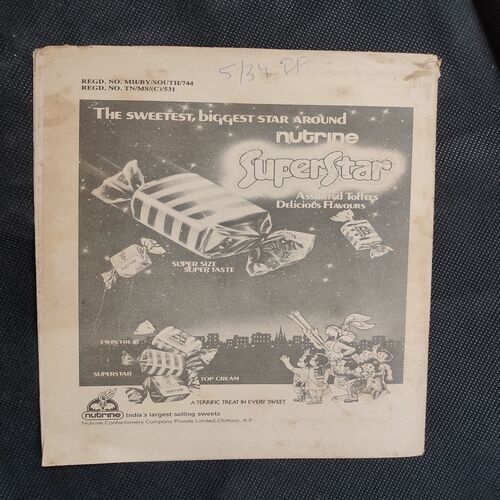 5/34 PF
REGD. NO. MH/BY/SOUTH/744
REGD. NO. TN/MS/(C)/531
THE SWEETEST, biggEST STAR AROUND
nutrine
SuperStar
Assorted Toffees
Delicious Flavours
SUPER SIZE
SUPER TASTE
TWIN TREAT
SUPERSTAR
TOP CREAM
A TERRIFIC TREAT IN EVERY SWEET
nutrine India's largest selling sweets
Nutrine Confectionery Company Private Limited, Chittoor, A.P.